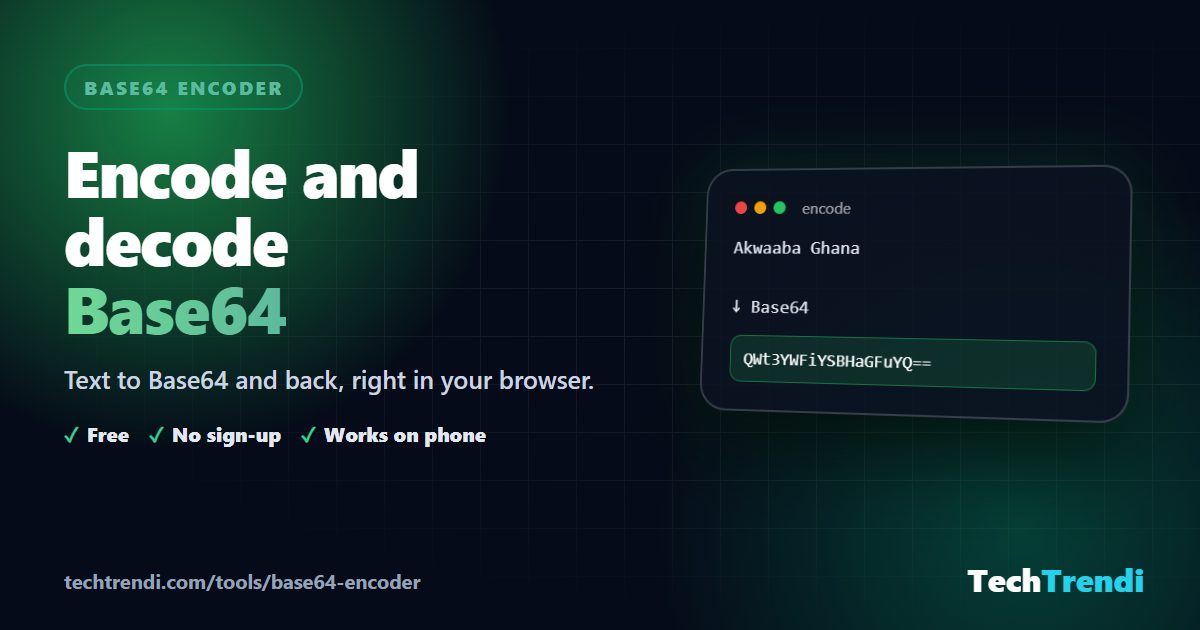 BASE64 ENCODER
Encode and
decode
Base64
Text to Base64 and back, right in your browser.
✓ Free ✓ No sign-up ✓ Works on phone
encode
Akwaaba Ghana
↓ Base64
QWt3YWFiYSBHaGFuYQ==
techtrendi.com/tools/base64-encoder
TechTrendi